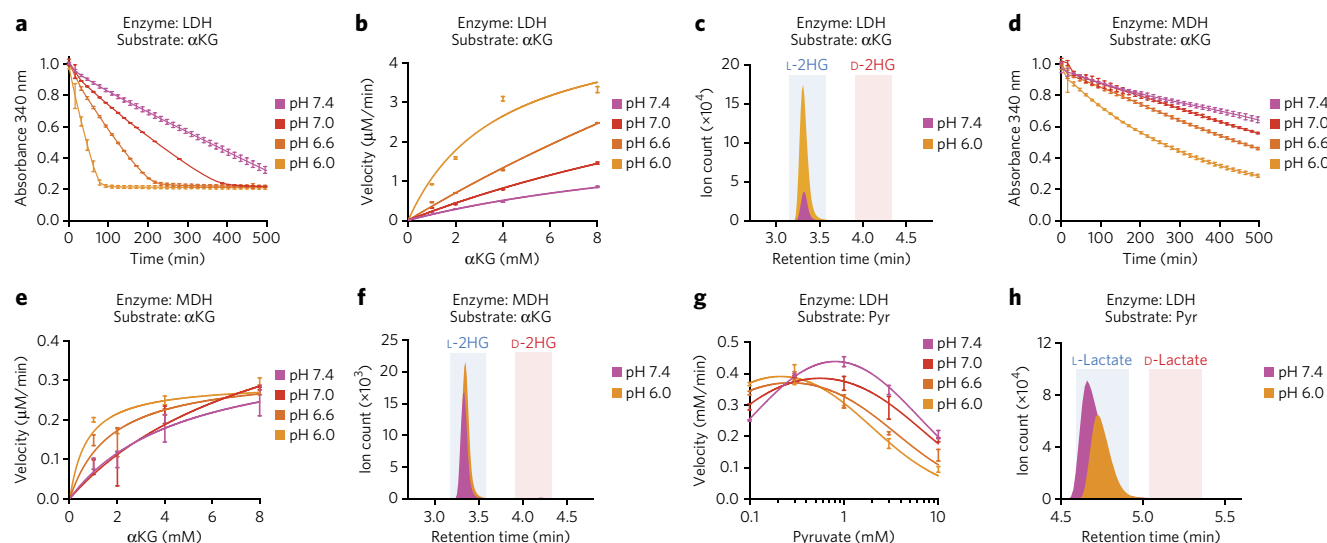 a
Enzyme: LDH
Substrate: αKG
Absorbance 340 nm
1.0
0.8
0.6
0.4
0.2
0.0
0 100 200 300 400 500
Time (min)
pH 7.4
pH 7.0
pH 6.6
pH 6.0
b
Enzyme: LDH
Substrate: αKG
Velocity (µM/min)
4
3
2
1
0
0 2 4 6 8
αKG (mM)
pH 7.4
pH 7.0
pH 6.6
pH 6.0
c
Enzyme: LDH
Substrate: αKG
L-2HG D-2HG
Ion count (×10⁻⁴)
20
15
10
5
0
3.0 3.5 4.0 4.5
Retention time (min)
pH 7.4
pH 6.0
d
Enzyme: MDH
Substrate: αKG
Absorbance 340 nm
1.0
0.8
0.6
0.4
0.2
0.0
0 100 200 300 400 500
Time (min)
pH 7.4
pH 7.0
pH 6.6
pH 6.0
e
Enzyme: MDH
Substrate: αKG
Velocity (µM/min)
0.4
0.3
0.2
0.1
0.0
0 2 4 6 8
αKG (mM)
pH 7.4
pH 7.0
pH 6.6
pH 6.0
f
Enzyme: MDH
Substrate: αKG
L-2HG D-2HG
Ion count (×10³)
25
20
15
10
5
0
3.0 3.5 4.0 4.5
Retention time (min)
pH 7.4
pH 6.0
g
Enzyme: LDH
Substrate: Pyr
Velocity (mM/min)
0.5
0.4
0.3
0.2
0.1
0.0
0.1 1 10
Pyruvate (mM)
pH 7.4
pH 7.0
pH 6.6
pH 6.0
h
Enzyme: LDH
Substrate: Pyr
L-Lactate D-Lactate
Ion count (×10⁻⁴)
12
9
6
3
0
4.5 5.0 5.5
Retention time (min)
pH 7.4
pH 6.0